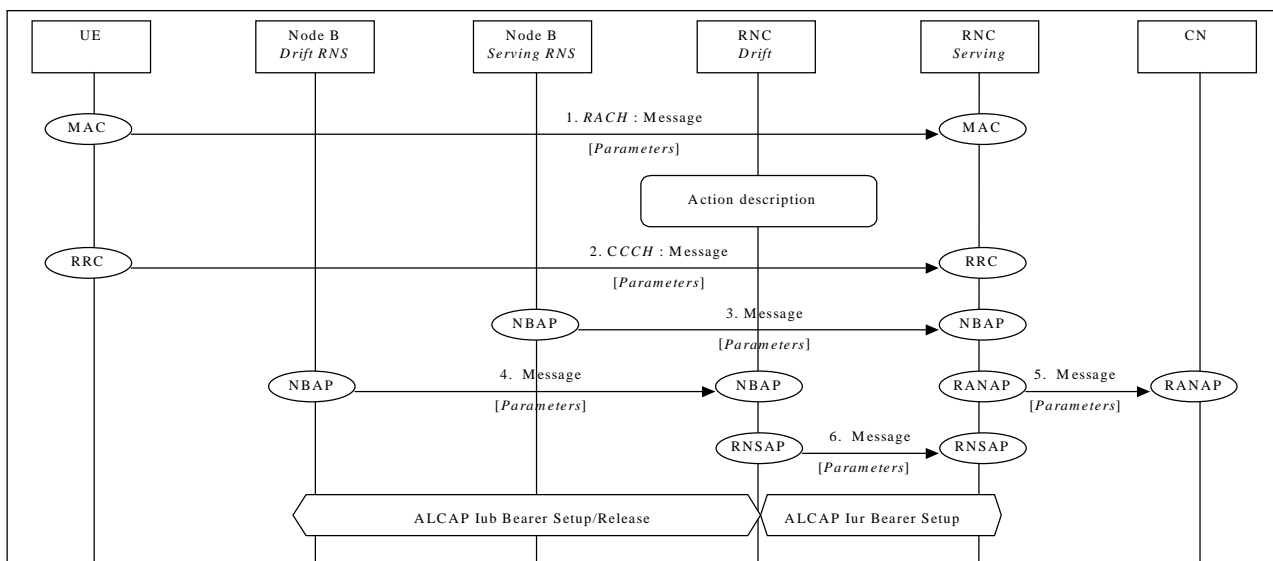 UE
Node B
Drift RNS
Node B
Serving RNS
RNC
Drift
RNC
Serving
CN
1. RACH : Message
MAC
MAC
[Parameters]
Action description
2. CCCH : Message
RRC
RRC
[Parameters]
3. Message
NBAP
NBAP
[Parameters]
4. Message
5. Message
NBAP
NBAP
RANAP
RANAP
[Parameters]
[Parameters]
6. Message
RNSAP
RNSAP
[Parameters]
ALCAP Iub Bearer Setup/Release
ALCAP Iur Bearer Setup